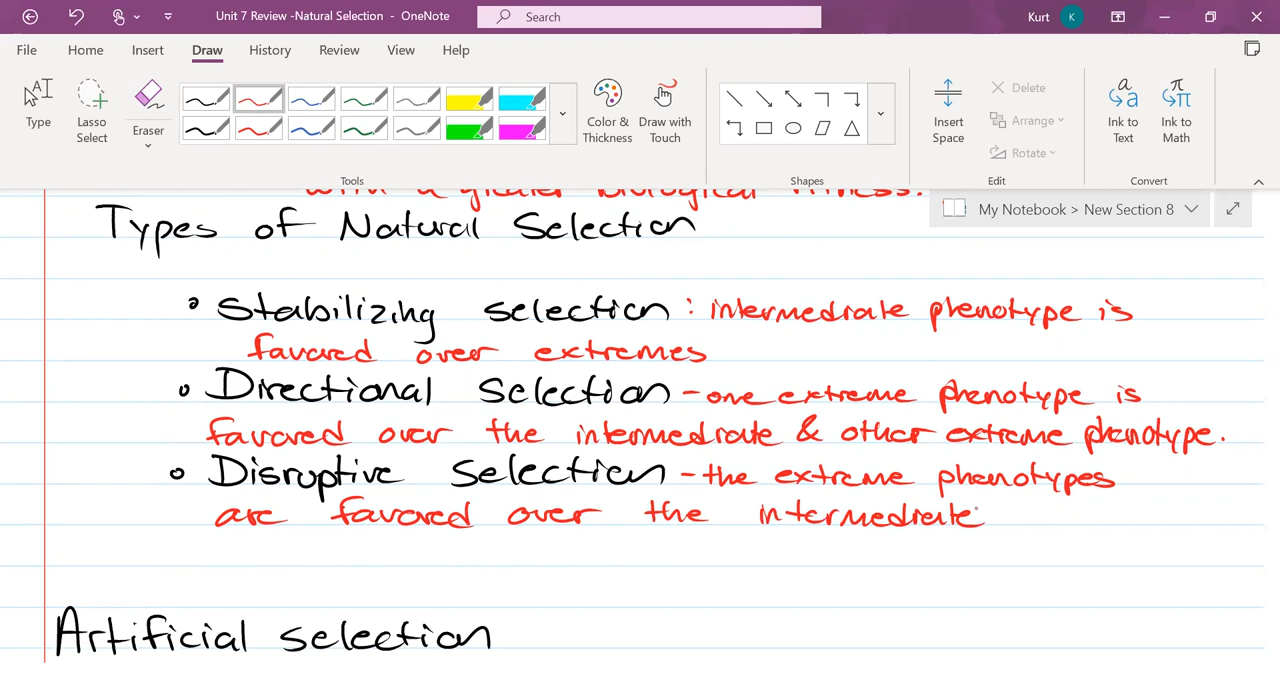 Unit 7 Review -Natural Selection - OneNote
Search
Kurt K
File Home Insert Draw History Review View Help
Type
Lasso Select
Eraser
Color & Thickness
Draw with Touch
Insert Space
Delete
Arrange
Rotate
Ink to Text
Ink to Math
Tools Shapes Edit Convert
with a greater biological fitness.
My Notebook > New Section 8
Types of Natural Selection
• Stabilizing selection : intermediate phenotype is
favored over extremes
• Directional Selection - one extreme phenotype is
favored over the intermediate & other extreme phenotype.
• Disruptive Selection - the extreme phenotypes
are favored over the intermediate
Artificial selection